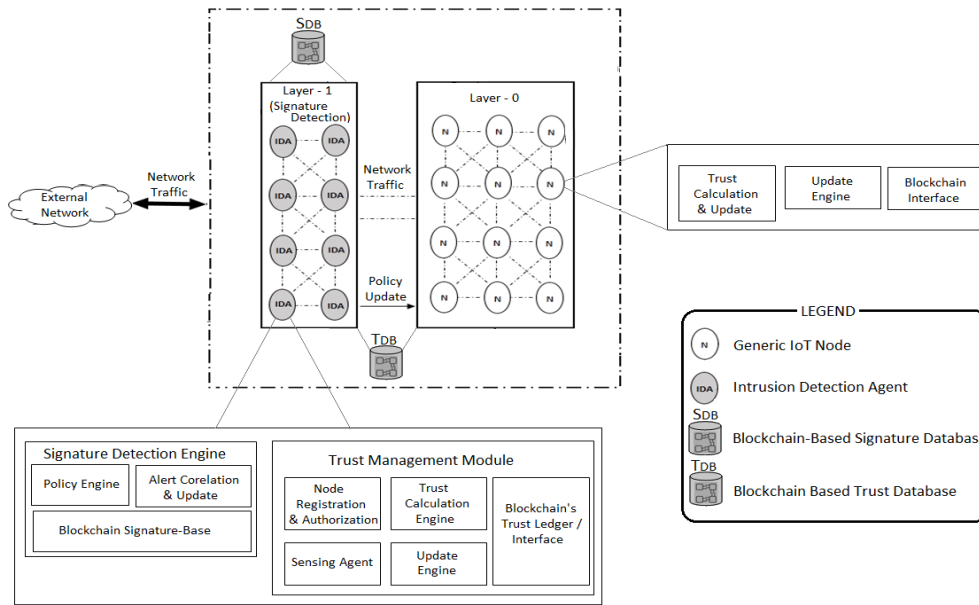 SDB
Layer - 1
(Signature
Detection)
Layer - 0
IDA IDA
IDA IDA
IDA IDA
IDA IDA
N N N
N N N
N N N
N N N
Network
Traffic
External
Network
Network
Traffic
Policy
Update
TDB
Trust
Calculation
& Update
Update
Engine
Blockchain
Interface
LEGEND
N Generic IoT Node
IDA Intrusion Detection Agent
SDB
Blockchain-Based Signature Databas
TDB
Blockchain Based Trust Database
Signature Detection Engine
Policy Engine
Alert Corelation
& Update
Blockchain Signature-Base
Trust Management Module
Node
Registration
& Authorization
Trust
Calculation
Engine
Blockchain's
Trust Ledger /
Interface
Sensing Agent
Update
Engine